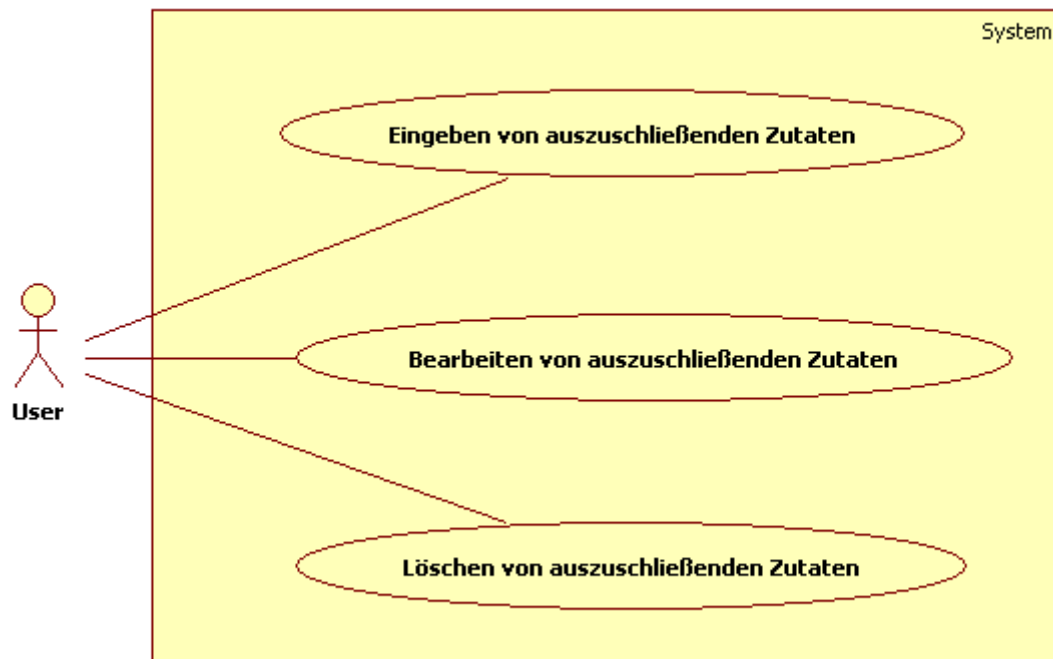 System
Eingeben von auszuschließenden Zutaten
Bearbeiten von auszuschließenden Zutaten
User
Löschen von auszuschließenden Zutaten